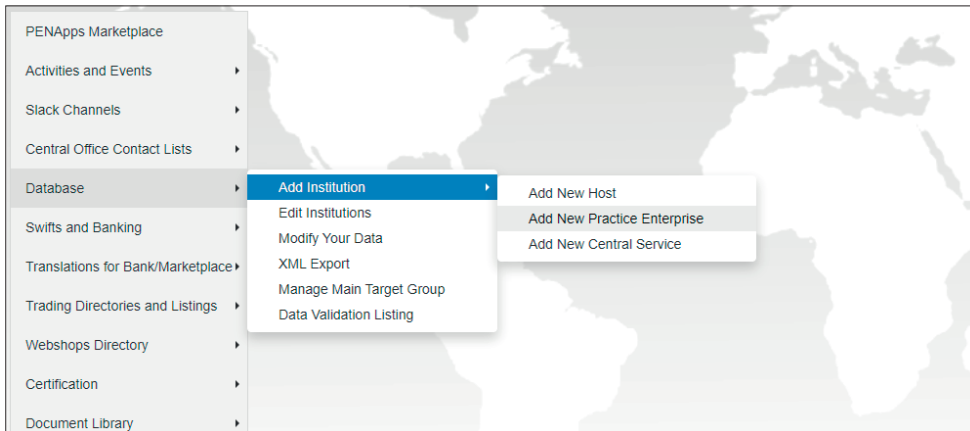 PENApps Marketplace
Activities and Events
Slack Channels
Central Office Contact Lists
Database
Swifts and Banking
Translations for Bank/Marketplace
Trading Directories and Listings
Webshops Directory
Certification
Document Library
Add Institution
Edit Institutions
Modify Your Data
XML Export
Manage Main Target Group
Data Validation Listing
Add New Host
Add New Practice Enterprise
Add New Central Service